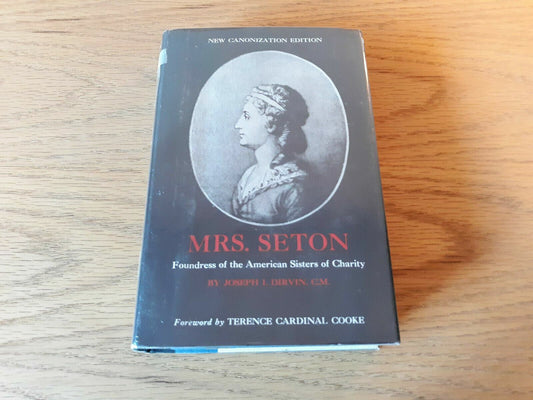 NEW CANONIZATION EDITION
MRS. SETON
Foundress of the American Sisters of Charity
BY JOSEPH I. DIRVIN, C.M.
Foreword by TERENCE CARDINAL COOKE